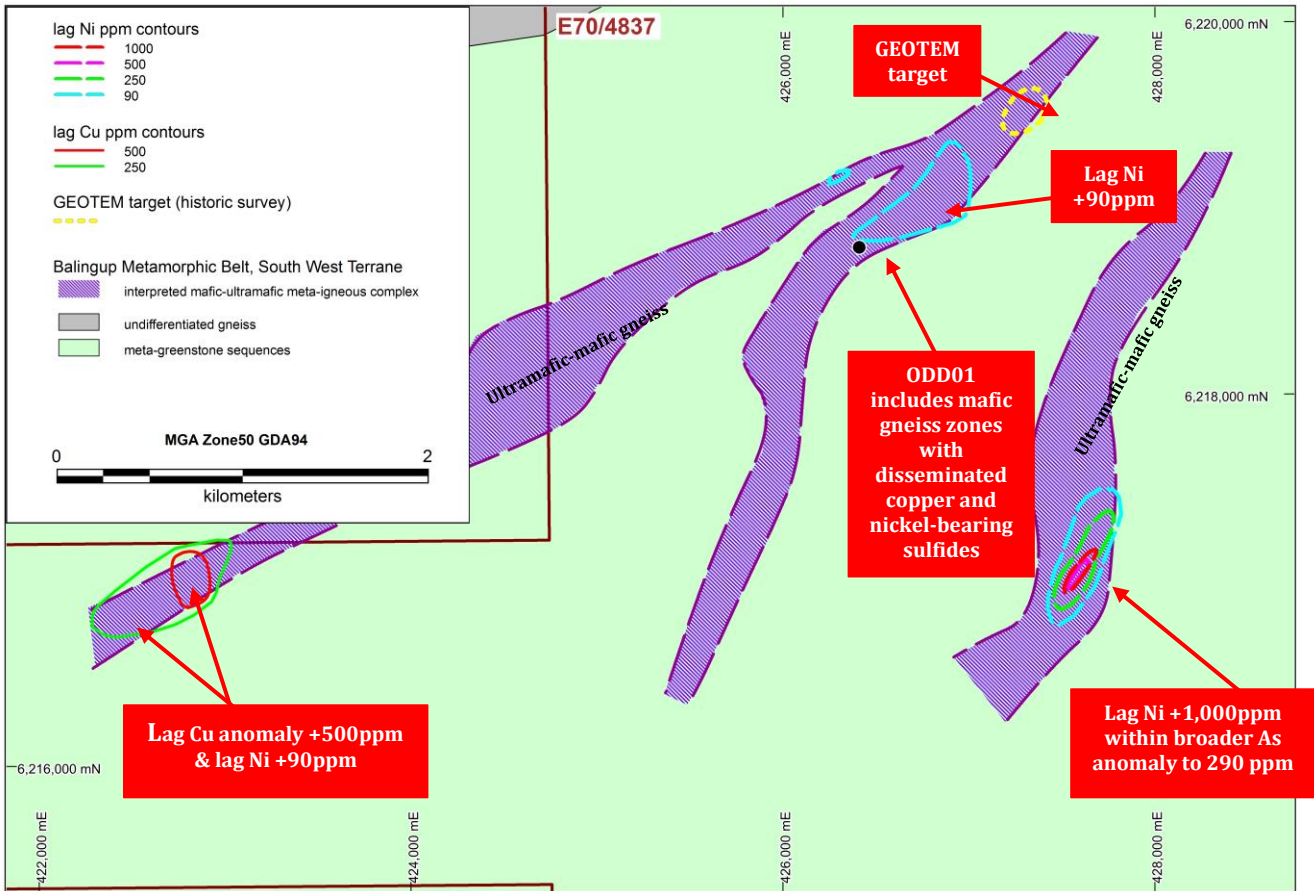 lag Ni ppm contours
1000
500
250
90
lag Cu ppm contours
500
250
GEOTEM target (historic survey)
Balingup Metamorphic Belt, South West Terrane
interpreted mafic-ultramafic meta-igneous complex
undifferentiated gneiss
meta-greenstone sequences
MGA Zone50 GDA94
0
2
kilometers
E70/4837
426,000 mE
428,000 mE
6,220,000 mN
GEOTEM
target
Lag Ni
+90ppm
Ultramafic-mafic gneiss
Ultramafic-mafic gneiss
6,218,000 mN
ODD01
includes mafic
gneiss zones
with
disseminated
copper and
nickel-bearing
sulfides
Lag Cu anomaly +500ppm
& lag Ni +90ppm
Lag Ni +1,000ppm
within broader As
anomaly to 290 ppm
6,216,000 mN
422,000 mE
424,000 mE
426,000 mE
428,000 mE